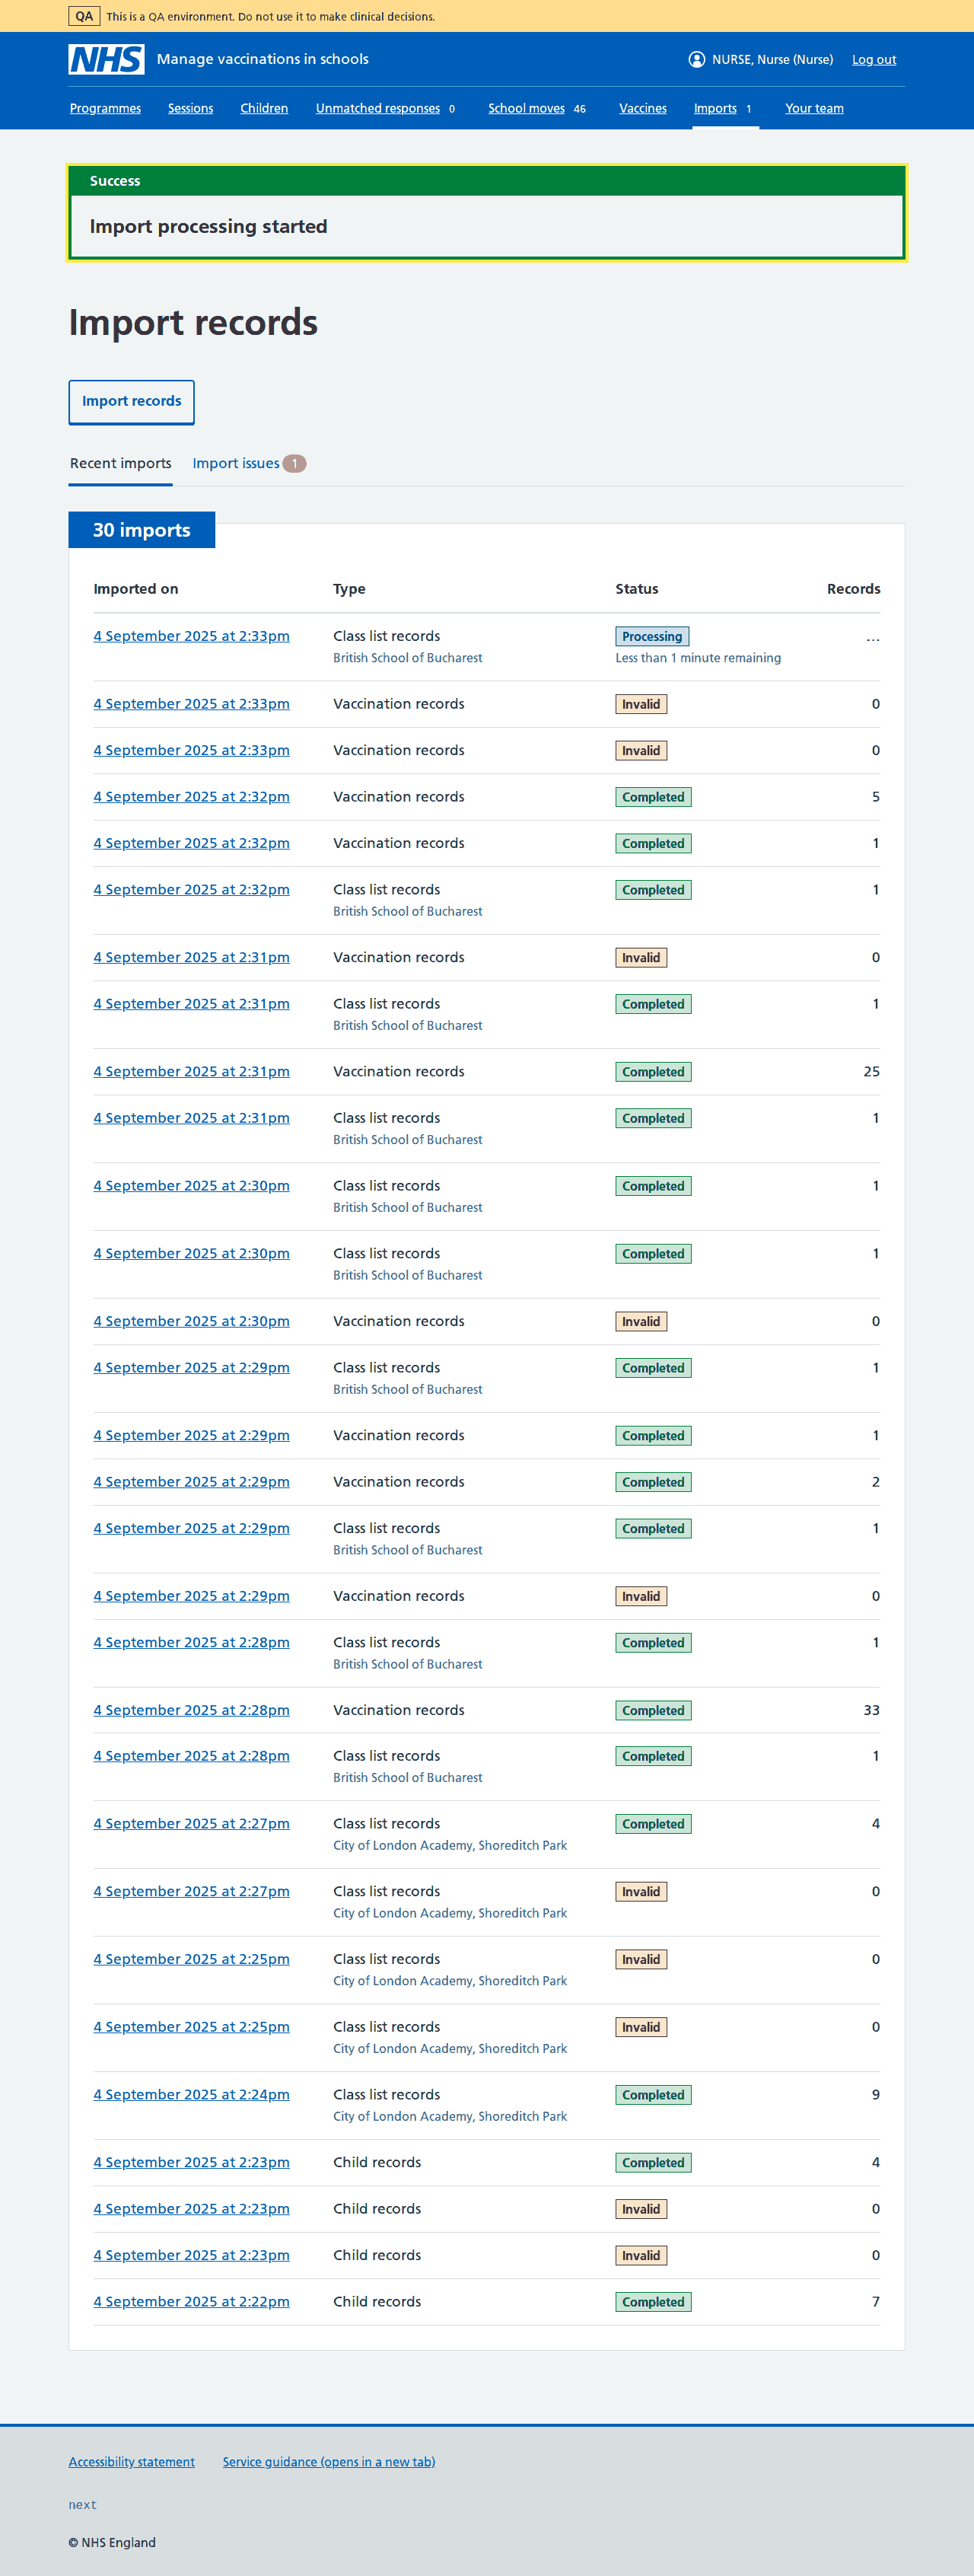 QA This is a QA environment. Do not use it to make clinical decisions.
NHS Manage vaccinations in schools NURSE, Nurse (Nurse) Log out
Programmes Sessions Children Unmatched responses 0 School moves 46 Vaccines Imports 1 Your team
Success
Import processing started
Import records
Import records
Recent imports Import issues 1
30 imports
Imported on Type Status Records
4 September 2025 at 2:33pm Class list records Processing ...
British School of Bucharest Less than 1 minute remaining
4 September 2025 at 2:33pm Vaccination records Invalid 0
4 September 2025 at 2:33pm Vaccination records Invalid 0
4 September 2025 at 2:32pm Vaccination records Completed 5
4 September 2025 at 2:32pm Vaccination records Completed 1
4 September 2025 at 2:32pm Class list records Completed 1
British School of Bucharest
4 September 2025 at 2:31pm Vaccination records Invalid 0
4 September 2025 at 2:31pm Class list records Completed 1
British School of Bucharest
4 September 2025 at 2:31pm Vaccination records Completed 25
4 September 2025 at 2:31pm Class list records Completed 1
British School of Bucharest
4 September 2025 at 2:30pm Class list records Completed 1
British School of Bucharest
4 September 2025 at 2:30pm Class list records Completed 1
British School of Bucharest
4 September 2025 at 2:30pm Vaccination records Invalid 0
4 September 2025 at 2:29pm Class list records Completed 1
British School of Bucharest
4 September 2025 at 2:29pm Vaccination records Completed 1
4 September 2025 at 2:29pm Vaccination records Completed 2
4 September 2025 at 2:29pm Class list records Completed 1
British School of Bucharest
4 September 2025 at 2:29pm Vaccination records Invalid 0
4 September 2025 at 2:28pm Class list records Completed 1
British School of Bucharest
4 September 2025 at 2:28pm Vaccination records Completed 33
4 September 2025 at 2:28pm Class list records Completed 1
British School of Bucharest
4 September 2025 at 2:27pm Class list records Completed 4
City of London Academy, Shoreditch Park
4 September 2025 at 2:27pm Class list records Invalid 0
City of London Academy, Shoreditch Park
4 September 2025 at 2:25pm Class list records Invalid 0
City of London Academy, Shoreditch Park
4 September 2025 at 2:25pm Class list records Invalid 0
City of London Academy, Shoreditch Park
4 September 2025 at 2:24pm Class list records Completed 9
City of London Academy, Shoreditch Park
4 September 2025 at 2:23pm Child records Completed 4
4 September 2025 at 2:23pm Child records Invalid 0
4 September 2025 at 2:23pm Child records Invalid 0
4 September 2025 at 2:22pm Child records Completed 7
Accessibility statement Service guidance (opens in a new tab)
next
© NHS England